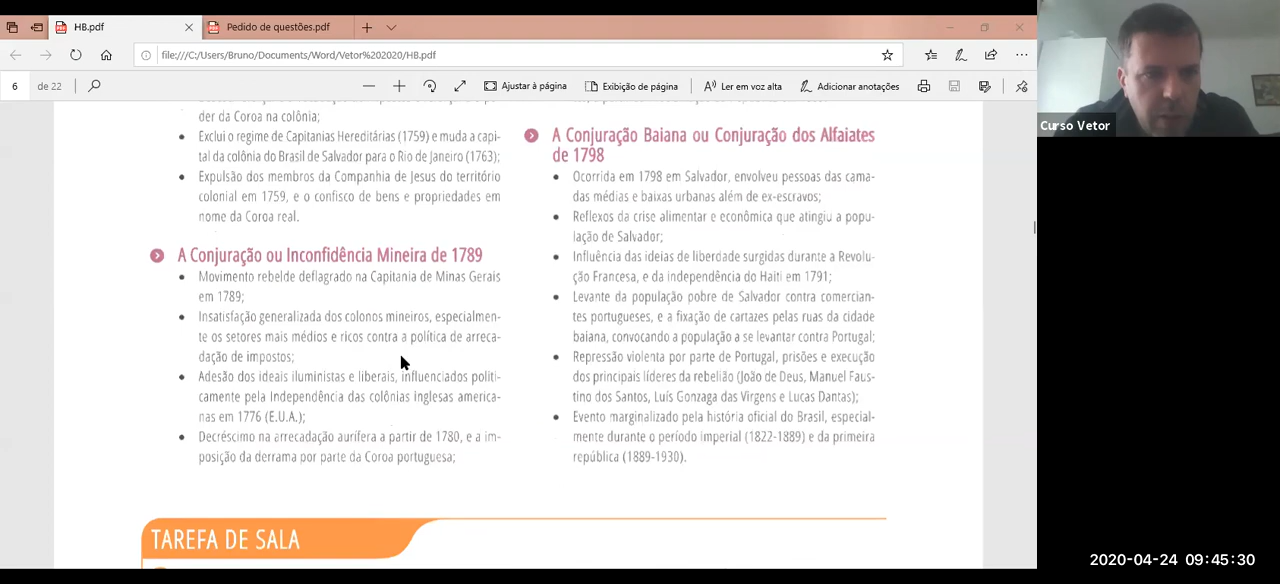 HB.pdf
Pedido de questões.pdf
file:///C:/Users/Bruno/Documents/Word/Vetor%202020/HB.pdf
6 de 22
Ajustar à página
Exibição de página
Ler em voz alta
Adicionar anotações
Curso Vetor
der da Coroa na colônia;
Exclui o regime de Capitanias Hereditárias (1759) e muda a capi-
tal da colônia do Brasil de Salvador para o Rio de Janeiro (1763);
Expulsão dos membros da Companhia de Jesus do território
colonial em 1759, e o confisco de bens e propriedades em
nome da Coroa real.
A Conjuração ou Inconfidência Mineira de 1789
Movimento rebelde deflagrado na Capitania de Minas Gerais
em 1789;
Insatisfação generalizada dos colonos mineiros, especialmen-
te os setores mais médios e ricos contra a política de arreca-
dação de impostos;
Adesão dos ideais iluministas e liberais, influenciados politi-
camente pela Independência das colônias inglesas america-
nas em 1776 (E.U.A.);
Decréscimo na arrecadação aurífera a partir de 1780, e a im-
posição da derrama por parte da Coroa portuguesa;
A Conjuração Baiana ou Conjuração dos Alfaiates
de 1798
Ocorrida em 1798 em Salvador, envolveu pessoas das cama-
das médias e baixas urbanas além de ex-escravos;
Reflexos da crise alimentar e econômica que atingiu a popu-
lação de Salvador;
Influência das ideias de liberdade surgidas durante a Revolu-
ção Francesa, e da independência do Haiti em 1791;
Levante da população pobre de Salvador contra comercian-
tes portugueses, e a fixação de cartazes pelas ruas da cidade
baiana, convocando a população a se levantar contra Portugal;
Repressão violenta por parte de Portugal, prisões e execução
dos principais líderes da rebelião (João de Deus, Manuel Faus-
tino dos Santos, Luís Gonzaga das Virgens e Lucas Dantas);
Evento marginalizado pela história oficial do Brasil, especial-
mente durante o período Imperial (1822-1889) e da primeira
república (1889-1930).
TAREFA DE SALA
2020-04-24 09:45:30